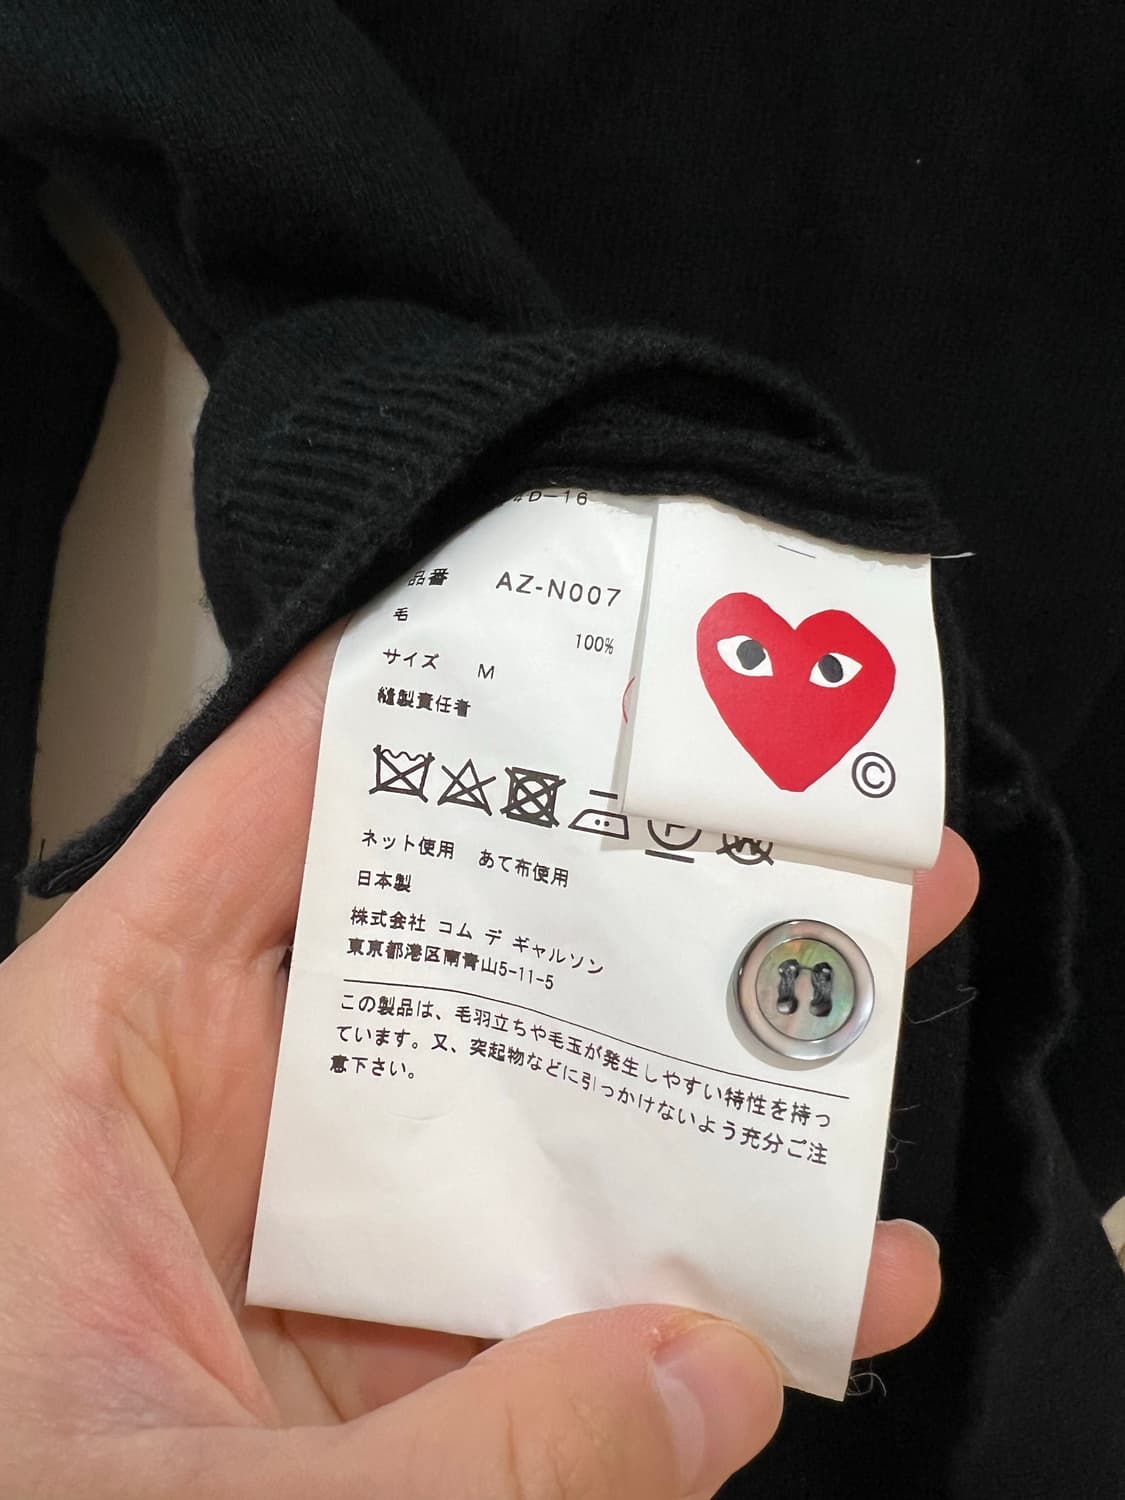 4D-16
品番 AZ-N007
毛 100%
サイズ M
縫製責任者
©
ネット使用 あて布使用
日本製
株式会社 コム デ ギャルソン
東京都港区南青山5-11-5
この製品は、毛羽立ちや毛玉が発生しやすい特性を持っ
ています。又、突起物などに引っかけないよう充分ご注
意下さい。